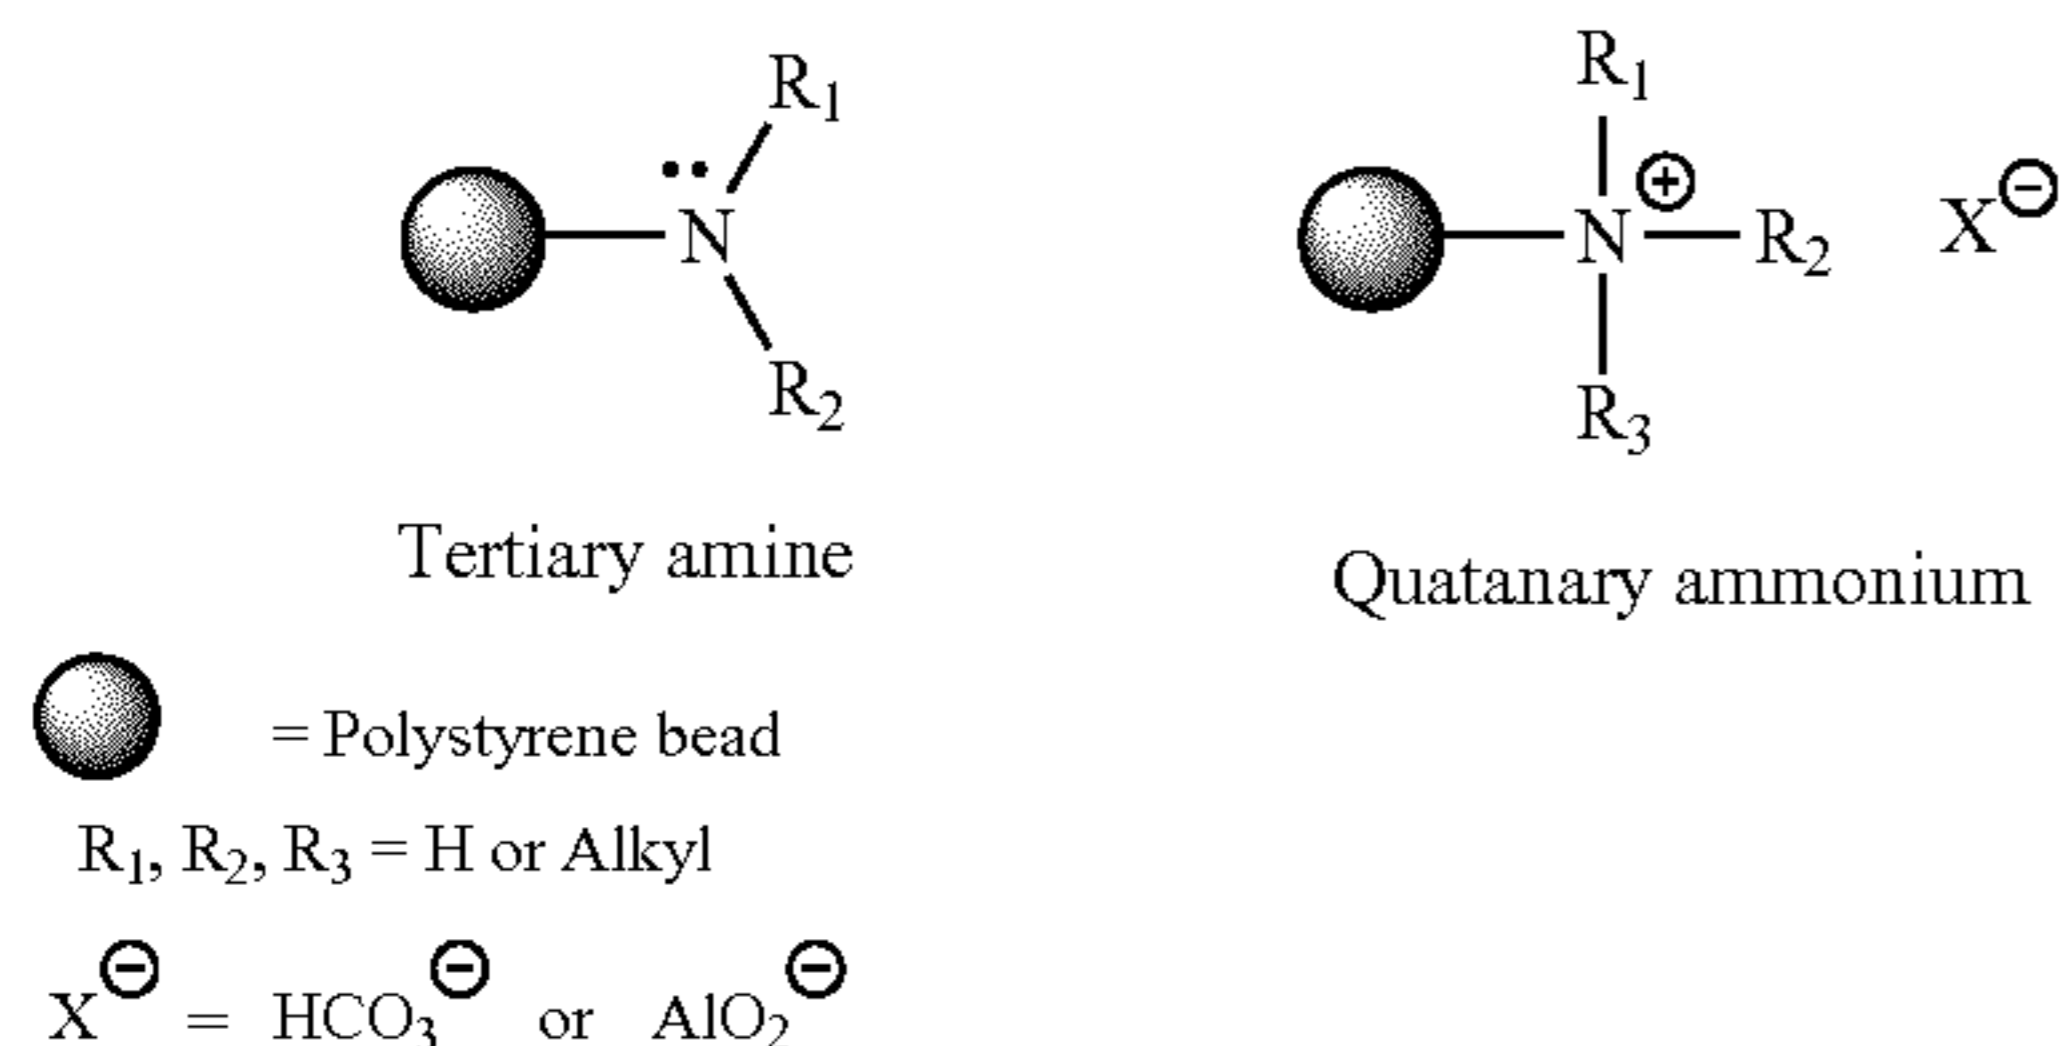 R₁
N
R₂
Tertiary amine
R₁
N⊕—R₂ X⊖
R₃
Quatanary ammonium
= Polystyrene bead
R₁, R₂, R₃ = H or Alkyl
X⊖ = HCO₃⊖ or AlO₂⊖